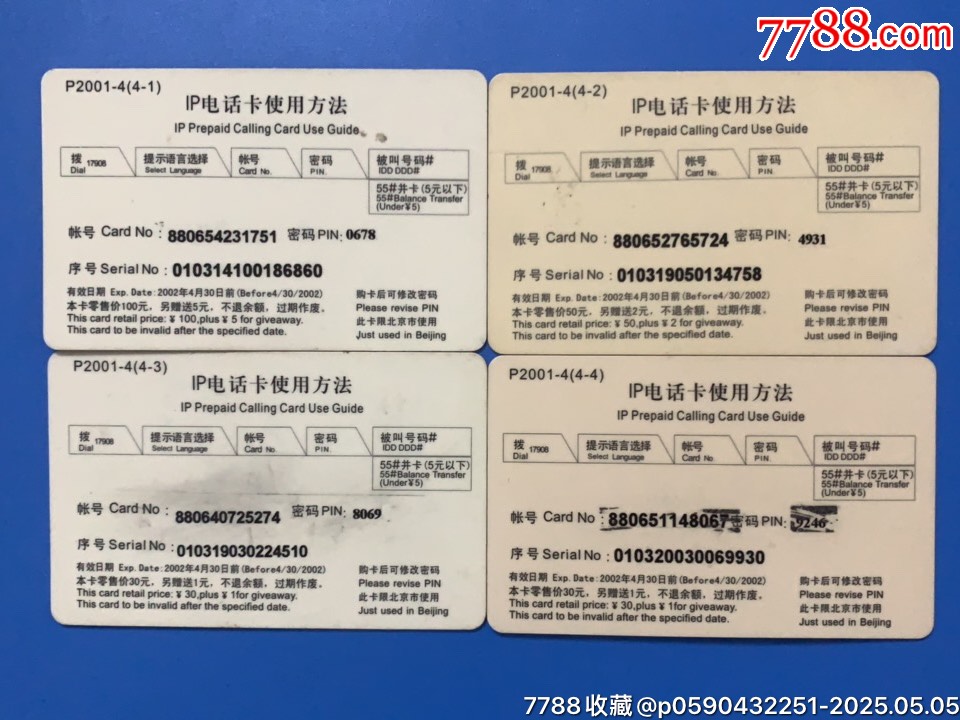 7788.com
P2001-4(4-1)
IP电话卡使用方法
IP Prepaid Calling Card Use Guide
拨 17908 提示语言选择 帐号 密码 被叫号码#
Dial Select Language Card No. PIN. IDD DDD#
55#并卡(5元以下)
55#Balance Transfer
(Under¥5)
帐号 Card No : 880654231751 密码 PIN: 0678
序号 Serial No : 010314100186860
有效日期 Exp. Date:2002年4月30日前(Before4/30/2002) 购卡后可修改密码
本卡零售价100元，另赠送5元，不退余额，过期作废。 Please revise PIN
This card retail price: ¥ 100,plus ¥ 5 for giveaway. 此卡限北京市使用
This card to be invalid after the specified date. Just used in Beijing
P2001-4(4-2)
IP电话卡使用方法
IP Prepaid Calling Card Use Guide
拨 17908 提示语言选择 帐号 密码 被叫号码#
Dial Select Language Card No. PIN. IDD DDD#
55#并卡(5元以下)
55#Balance Transfer
(Under¥5)
帐号 Card No : 880652765724 密码 PIN: 4931
序号 Serial No : 010319050134758
有效日期 Exp. Date:2002年4月30日前(Before4/30/2002) 购卡后可修改密码
本卡零售价50元，另赠送2元，不退余额，过期作废。 Please revise PIN
This card retail price: ¥ 50,plus ¥ 2 for giveaway. 此卡限北京市使用
This card to be invalid after the specified date. Just used in Beijing
P2001-4(4-3)
IP电话卡使用方法
IP Prepaid Calling Card Use Guide
拨 17908 提示语言选择 帐号 密码 被叫号码#
Dial Select Language Card No. PIN. IDD DDD#
55#并卡(5元以下)
55#Balance Transfer
(Under¥5)
帐号 Card No : 880640725274 密码 PIN: 8069
序号 Serial No : 010319030224510
有效日期 Exp. Date:2002年4月30日前(Before4/30/2002) 购卡后可修改密码
本卡零售价30元，另赠送1元，不退余额，过期作废。 Please revise PIN
This card retail price: ¥ 30,plus ¥ 1for giveaway. 此卡限北京市使用
This card to be invalid after the specified date. Just used in Beijing
P2001-4(4-4)
IP电话卡使用方法
IP Prepaid Calling Card Use Guide
拨 17908 提示语言选择 帐号 密码 被叫号码#
Dial Select Language Card No. PIN. IDD DDD#
55#并卡(5元以下)
55#Balance Transfer
(Under¥5)
帐号 Card No : 880651148067 密码 PIN: 9246
序号 Serial No : 010320030069930
有效日期 Exp. Date:2002年4月30日前(Before4/30/2002) 购卡后可修改密码
本卡零售价30元，另赠送1元，不退余额，过期作废。 Please revise PIN
This card retail price: ¥ 30,plus ¥ 1for giveaway. 此卡限北京市使用
This card to be invalid after the specified date. Just used in Beijing
7788收藏@p0590432251-2025.05.05